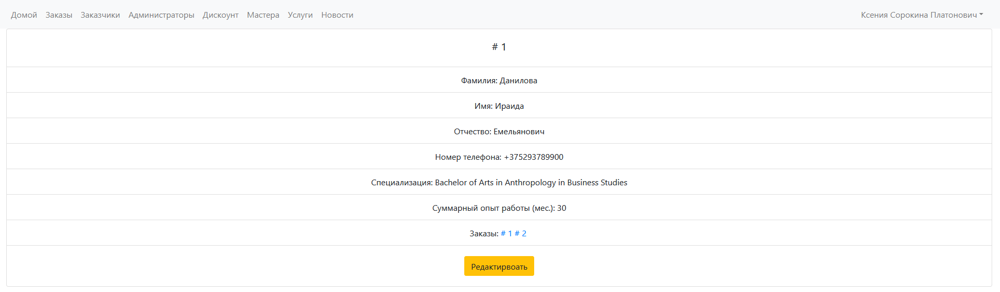 Домой Заказы Заказчики Администраторы Дискоунт Мастера Услуги Новости Ксения Сорокина Платонович
# 1
Фамилия: Данилова
Имя: Ираида
Отчество: Емельянович
Номер телефона: +375293789900
Специализация: Bachelor of Arts in Anthropology in Business Studies
Суммарный опыт работы (мес.): 30
Заказы: # 1 # 2
Редактирвоать